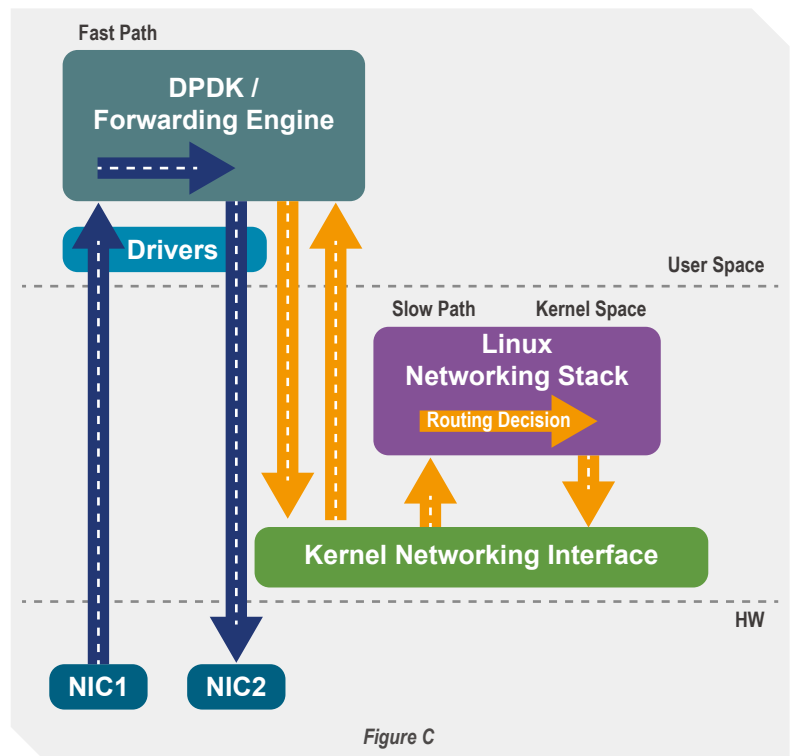 Fast Path
DPDK /
Forwarding Engine
Drivers
User Space
Slow Path
Kernel Space
Linux
Networking Stack
Routing Decision
Kernel Networking Interface
HW
NIC1
NIC2
Figure C